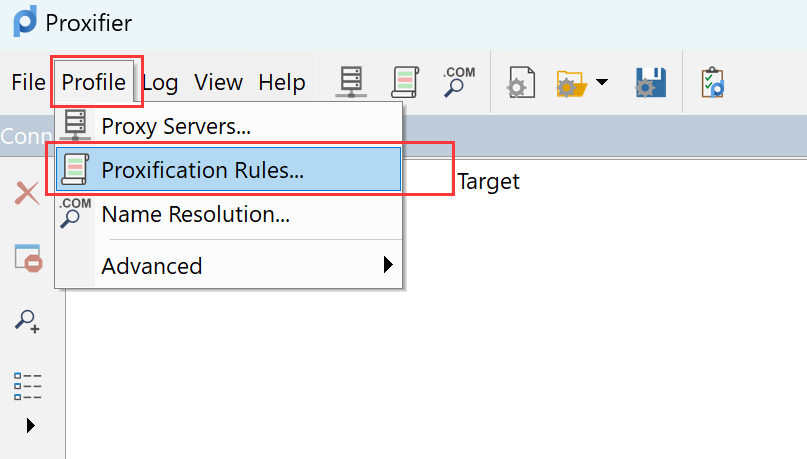 Proxifier
File Profile Log View Help .COM
Proxy Servers...
Conn
Proxification Rules...
Target
.COM
Name Resolution...
Advanced